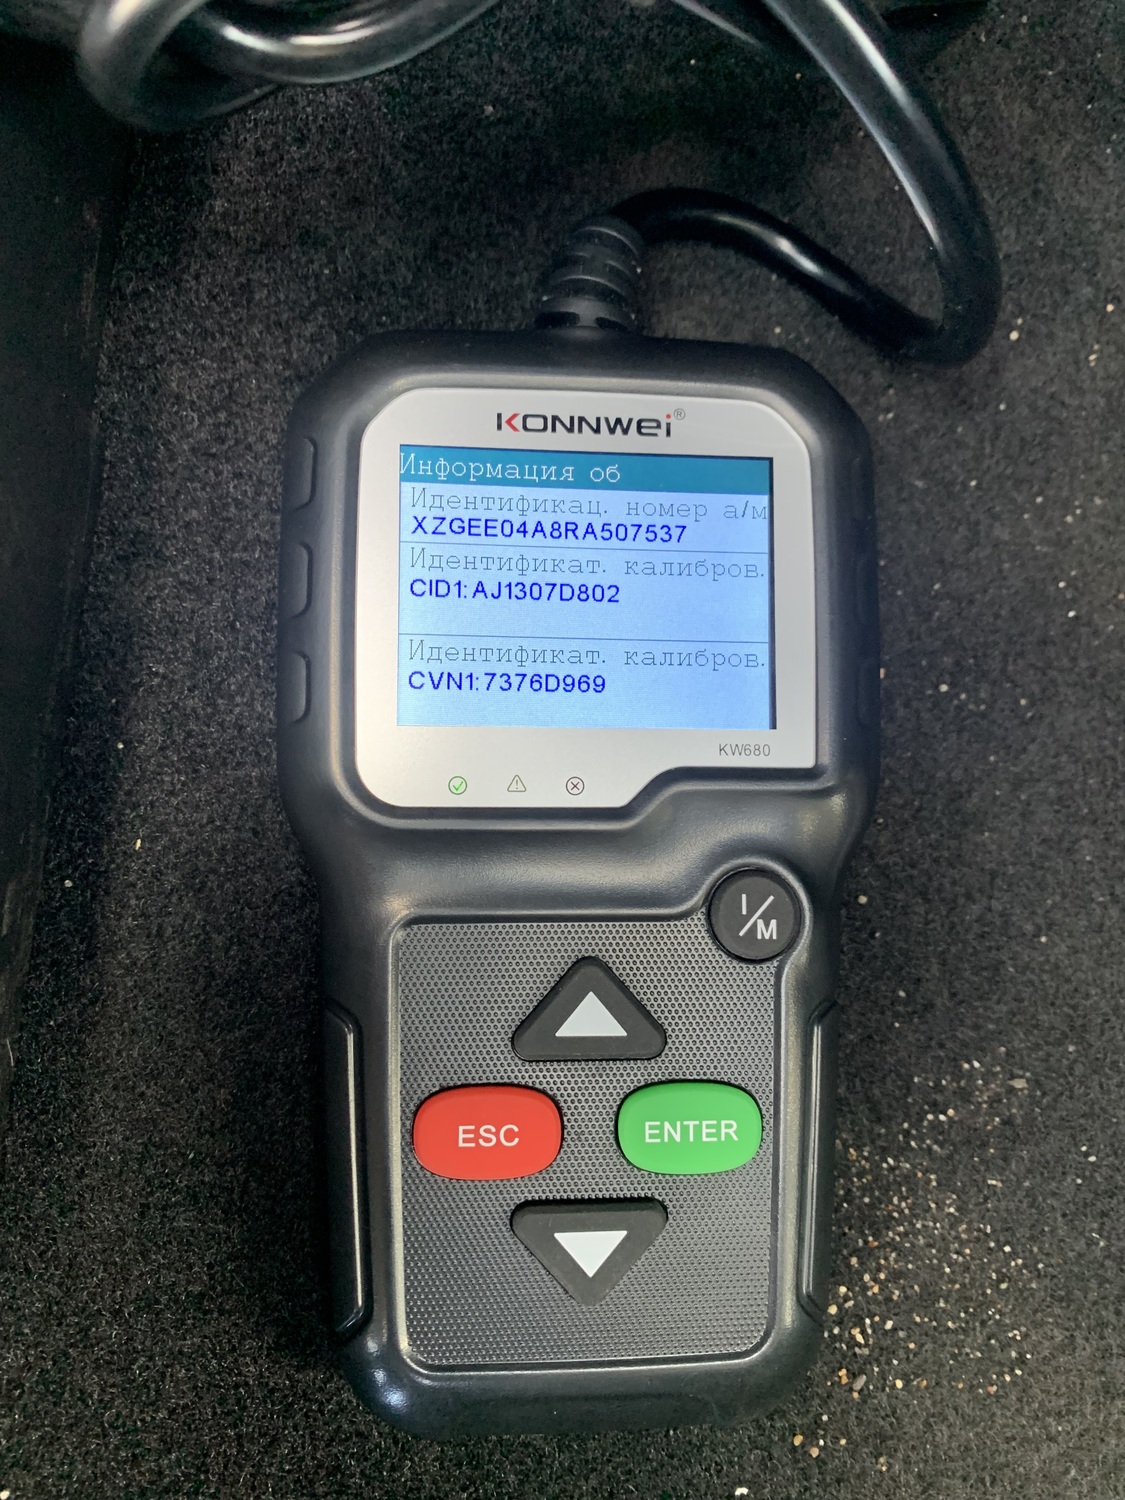 KONNWEI®
Информация об
Идентификац. номер а/м
XZGEE04A8RA507537
Идентификат. калибров.
CID1:AJ1307D802
Идентификат. калибров.
CVN1:7376D969
KW680
I/M
ESC
ENTER